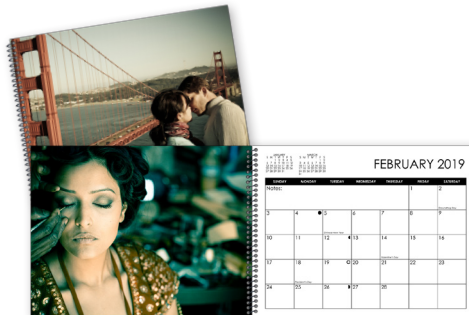 FEBRUARY 2019
SUNDAY MONDAY TUESDAY WEDNESDAY THURSDAY FRIDAY SATURDAY
Notes: 1 2
3 4 5 6 7 8 9
10 11 12 13 14 15 16
17 18 19 20 21 22 23
24 25 26 27 28